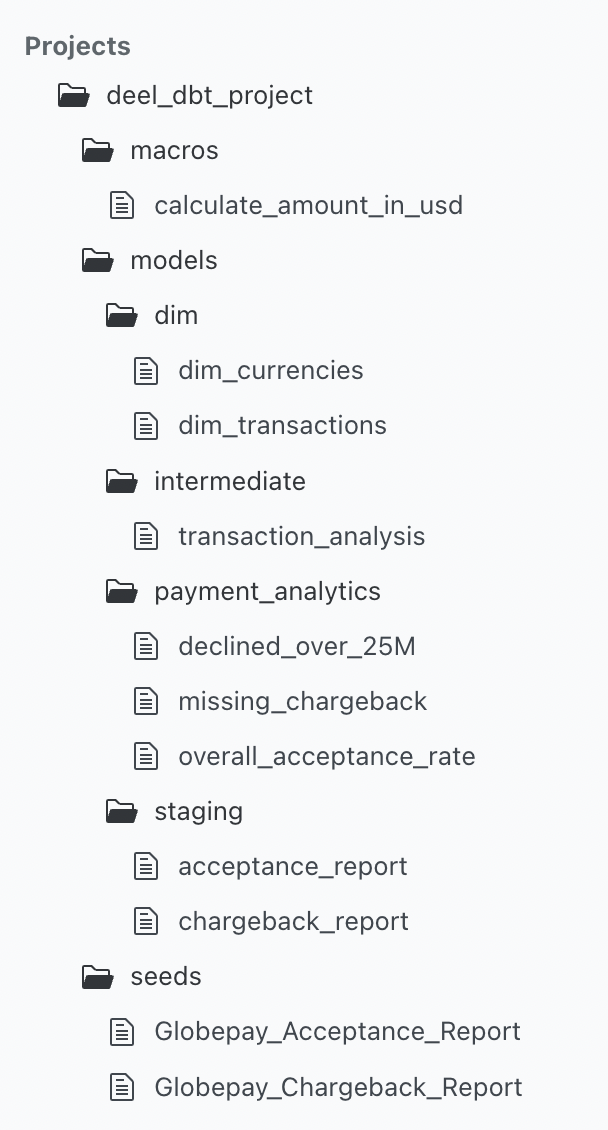 Projects
deel_dbt_project
macros
calculate_amount_in_usd
models
dim
dim_currencies
dim_transactions
intermediate
transaction_analysis
payment_analytics
declined_over_25M
missing_chargeback
overall_acceptance_rate
staging
acceptance_report
chargeback_report
seeds
Globepay_Acceptance_Report
Globepay_Chargeback_Report